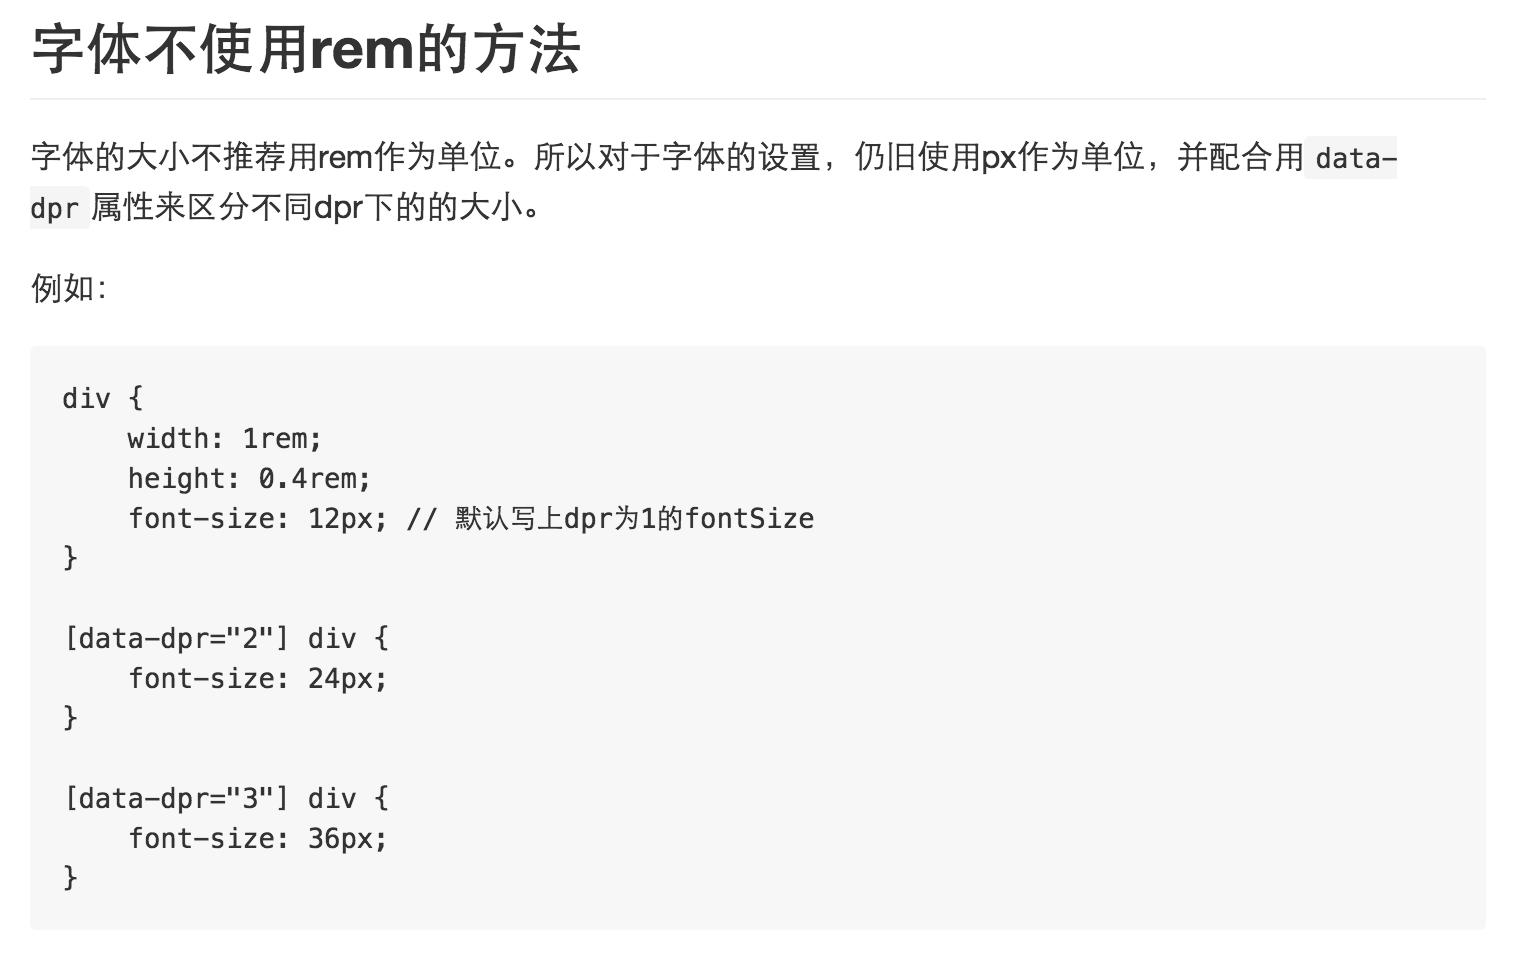 字体不使用rem的方法
字体的大小不推荐用rem作为单位。所以对于字体的设置，仍旧使用px作为单位，并配合用 data-
dpr 属性来区分不同dpr下的的大小。
例如：
div {
    width: 1rem;
    height: 0.4rem;
    font-size: 12px; // 默认写上dpr为1的fontSize
}
[data-dpr="2"] div {
    font-size: 24px;
}
[data-dpr="3"] div {
    font-size: 36px;
}